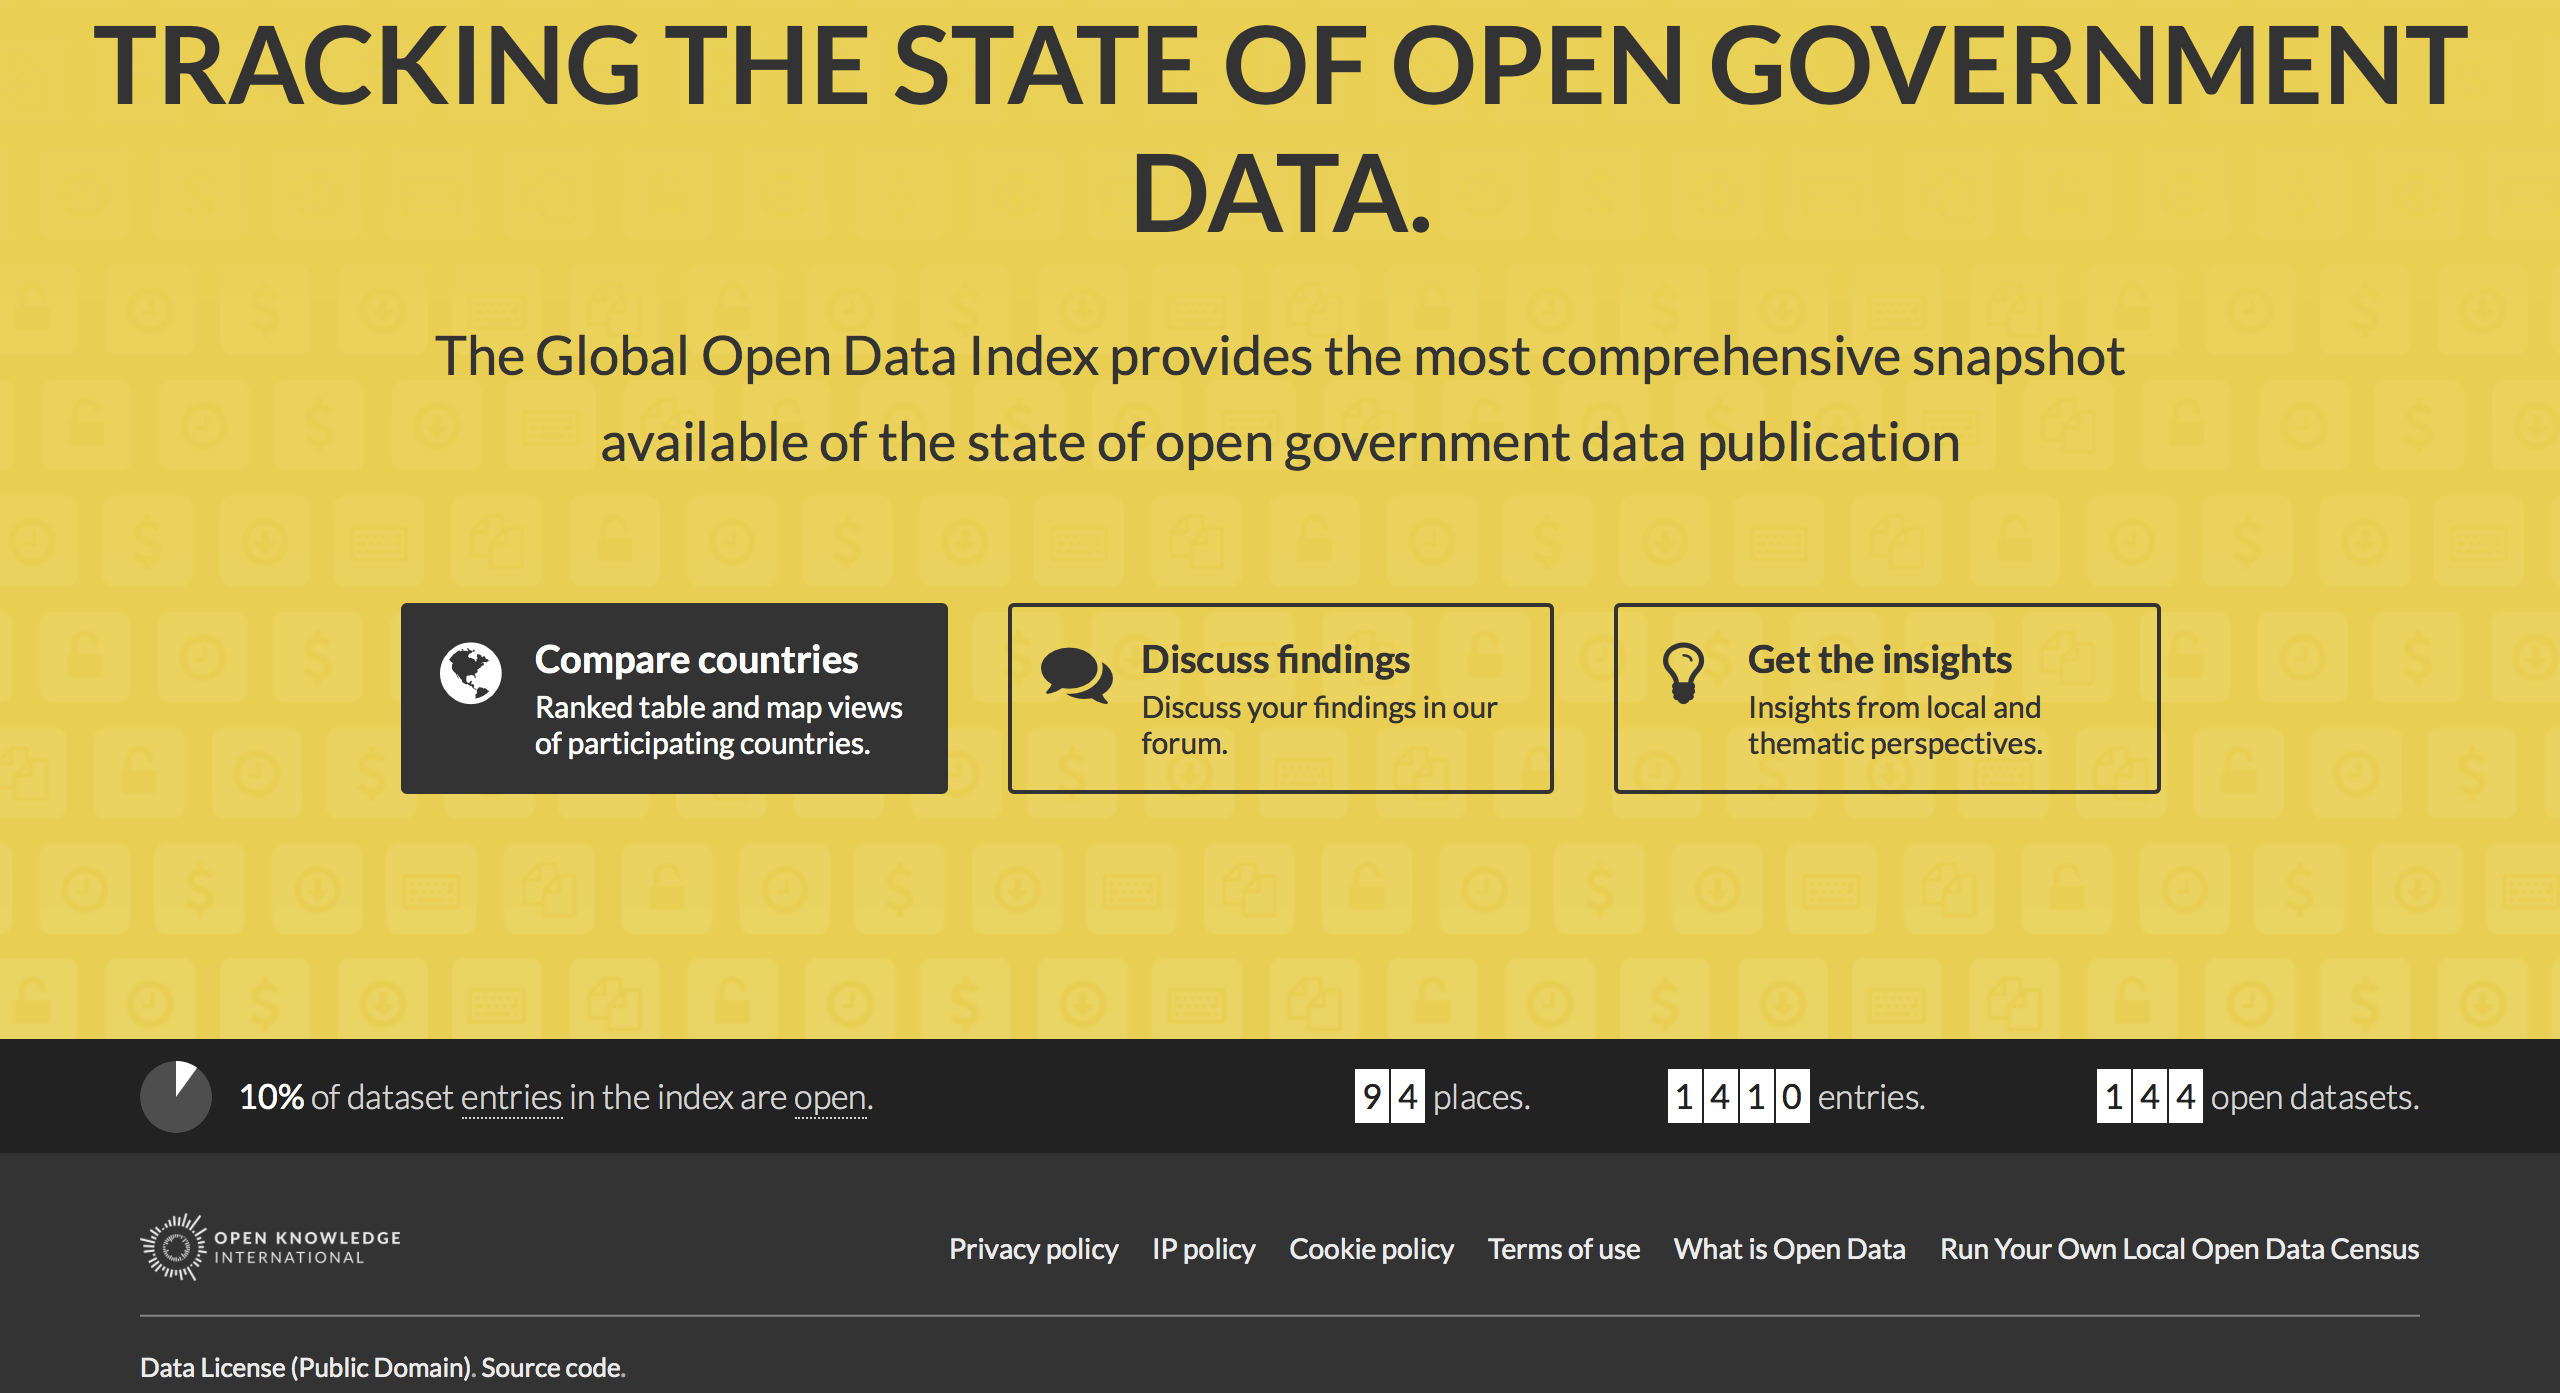 TRACKING THE STATE OF OPEN GOVERNMENT
DATA.
The Global Open Data Index provides the most comprehensive snapshot
available of the state of open government data publication
Compare countries
Ranked table and map views
of participating countries.
Discuss findings
Discuss your findings in our
forum.
Get the insights
Insights from local and
thematic perspectives.
10% of dataset entries in the index are open.
94 places.
1410 entries.
144 open datasets.
OPEN KNOWLEDGE
INTERNATIONAL
Privacy policy
IP policy
Cookie policy
Terms of use
What is Open Data
Run Your Own Local Open Data Census
Data License (Public Domain). Source code.